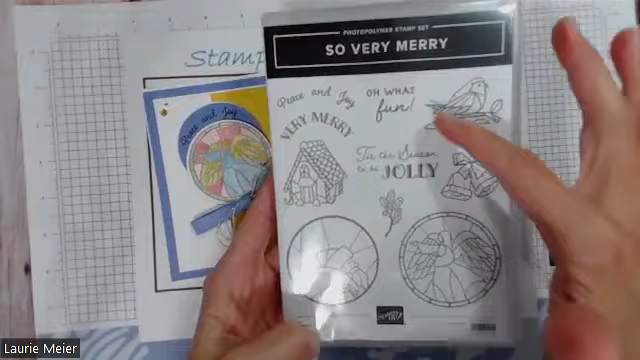 PHOTOPOLYMER STAMP SET
SO VERY MERRY
Stamp
Peace and Joy
OH WHAT
fun!
VERY MERRY
Peace and Joy
'Tis the Season
to be JOLLY
Laurie Meier